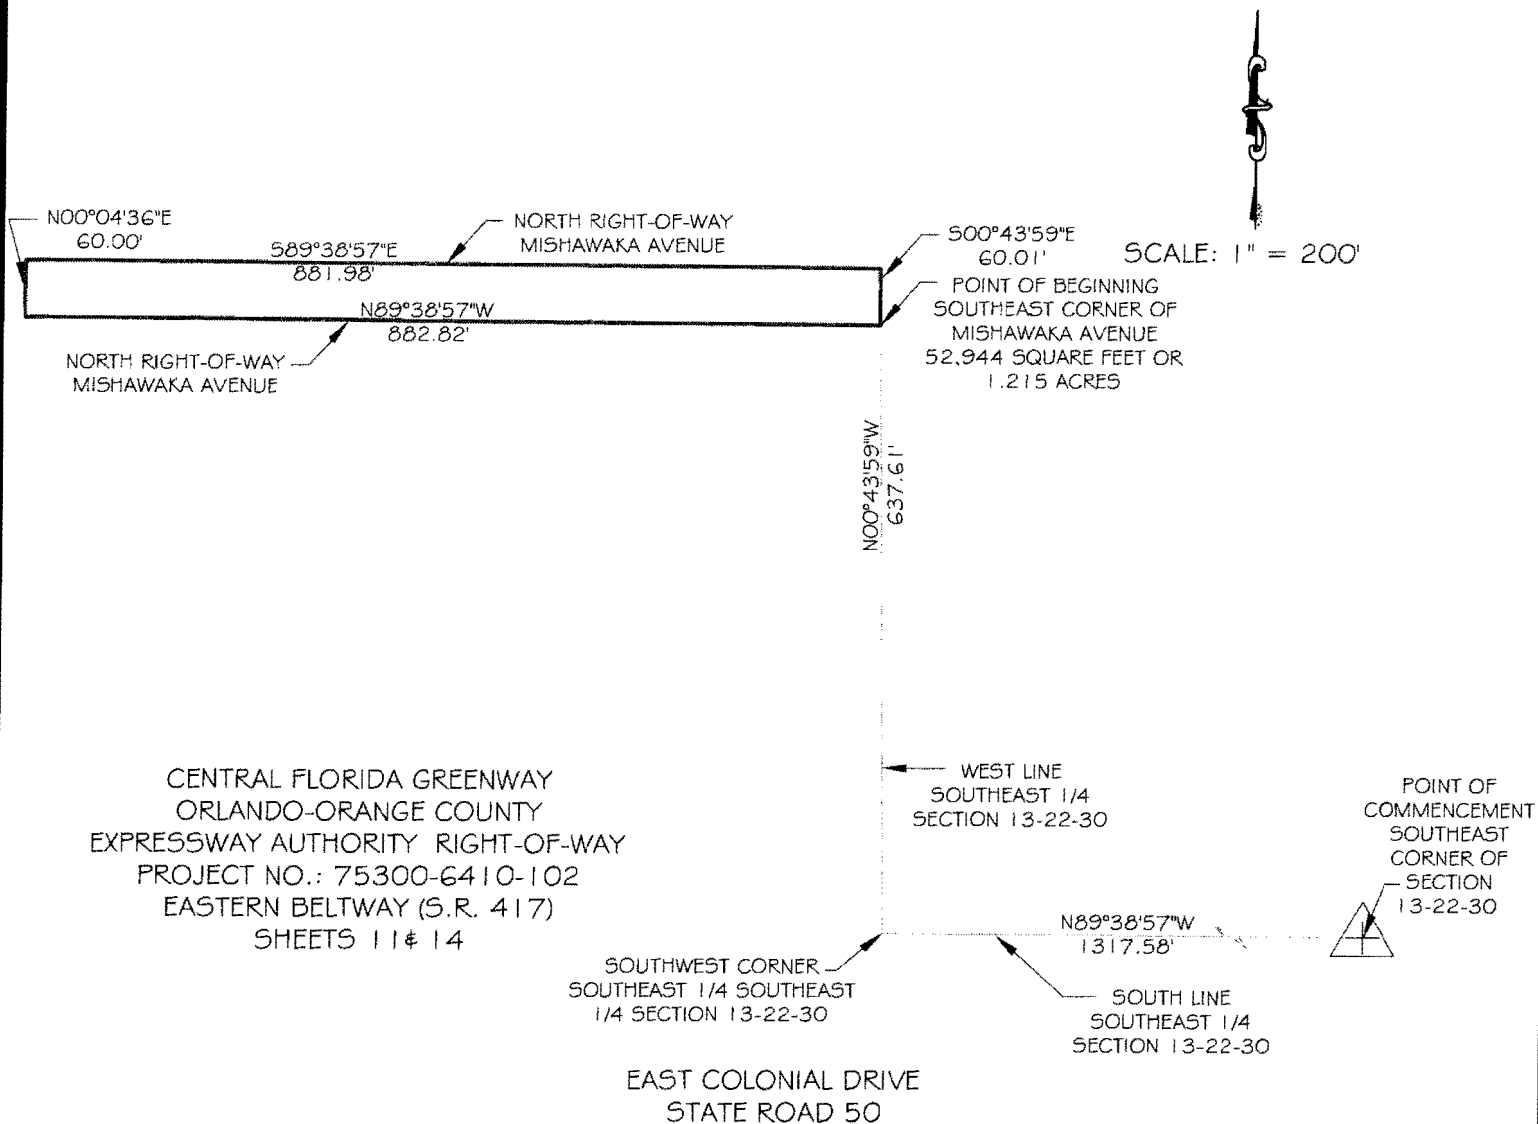 N00°04'36"E
60.00'
S89°38'57"E
881.98'
NORTH RIGHT-OF-WAY
MISHAWAKA AVENUE
S00°43'59"E
60.01'
SCALE: 1" = 200'
POINT OF BEGINNING
SOUTHEAST CORNER OF
MISHAWAKA AVENUE
52,944 SQUARE FEET OR
1.215 ACRES
N89°38'57"W
882.82'
NORTH RIGHT-OF-WAY
MISHAWAKA AVENUE
N00°43'59"W
637.61'
CENTRAL FLORIDA GREENWAY
ORLANDO-ORANGE COUNTY
EXPRESSWAY AUTHORITY RIGHT-OF-WAY
PROJECT NO.: 75300-6410-102
EASTERN BELTWAY (S.R. 417)
SHEETS 11& 14
WEST LINE
SOUTHEAST 1/4
SECTION 13-22-30
POINT OF
COMMENCEMENT
SOUTHEAST
CORNER OF
SECTION
13-22-30
N89°38'57"W
1317.58'
SOUTHWEST CORNER
SOUTHEAST 1/4 SOUTHEAST
1/4 SECTION 13-22-30
SOUTH LINE
SOUTHEAST 1/4
SECTION 13-22-30
EAST COLONIAL DRIVE
STATE ROAD 50